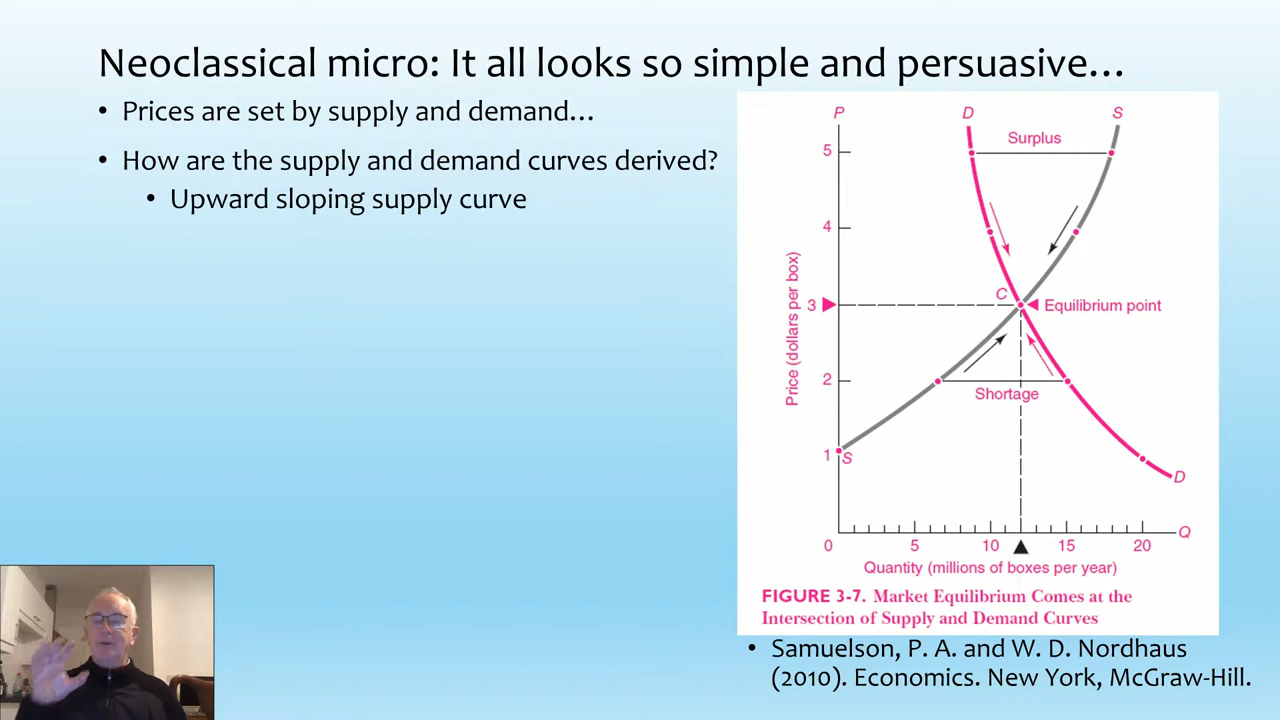 Neoclassical micro: It all looks so simple and persuasive…
• Prices are set by supply and demand…
• How are the supply and demand curves derived?
• Upward sloping supply curve
P
D
S
5
Surplus
4
Price (dollars per box)
3
C
Equilibrium point
2
Shortage
1
S
D
Q
0
5
10
15
20
Quantity (millions of boxes per year)
FIGURE 3-7. Market Equilibrium Comes at the
Intersection of Supply and Demand Curves
• Samuelson, P. A. and W. D. Nordhaus
(2010). Economics. New York, McGraw-Hill.